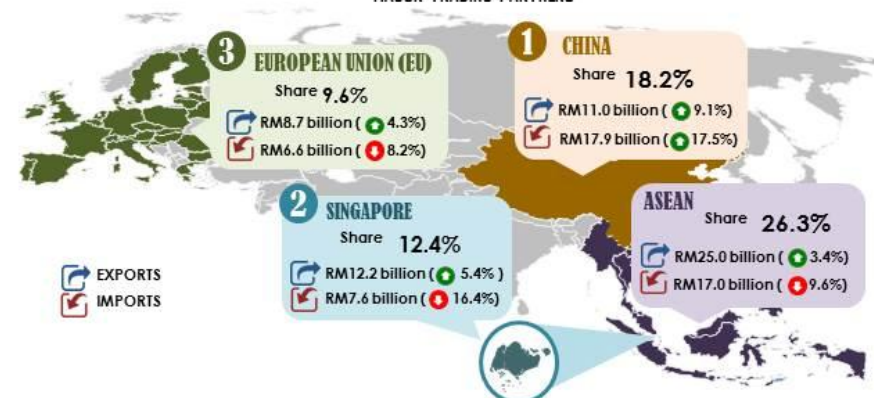 MAJOR TRADING PARTNERS
3
EUROPEAN UNION (EU)
Share 9.6%
RM8.7 billion ( 4.3%)
RM6.6 billion ( 8.2%)
1
CHINA
Share 18.2%
RM11.0 billion ( 9.1%)
RM17.9 billion ( 17.5%)
2
SINGAPORE
Share 12.4%
RM12.2 billion ( 5.4% )
RM7.6 billion ( 16.4%)
ASEAN
Share 26.3%
RM25.0 billion ( 3.4%)
RM17.0 billion ( 9.6%)
EXPORTS
IMPORTS